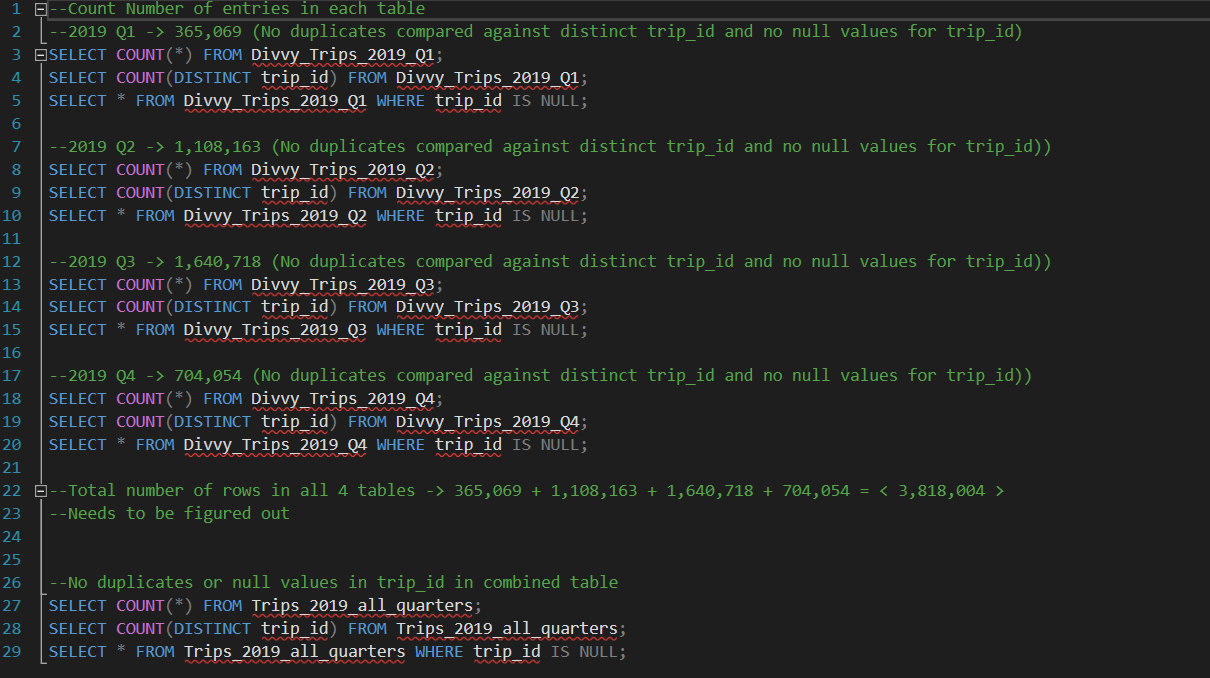 1 --Count Number of entries in each table
2 --2019 Q1 -> 365,069 (No duplicates compared against distinct trip_id and no null values for trip_id)
3 SELECT COUNT(*) FROM Divvy_Trips_2019_Q1;
4 SELECT COUNT(DISTINCT trip_id) FROM Divvy_Trips_2019_Q1;
5 SELECT * FROM Divvy_Trips_2019_Q1 WHERE trip_id IS NULL;
6
7 --2019 Q2 -> 1,108,163 (No duplicates compared against distinct trip_id and no null values for trip_id))
8 SELECT COUNT(*) FROM Divvy_Trips_2019_Q2;
9 SELECT COUNT(DISTINCT trip_id) FROM Divvy_Trips_2019_Q2;
10 SELECT * FROM Divvy_Trips_2019_Q2 WHERE trip_id IS NULL;
11
12 --2019 Q3 -> 1,640,718 (No duplicates compared against distinct trip_id and no null values for trip_id))
13 SELECT COUNT(*) FROM Divvy_Trips_2019_Q3;
14 SELECT COUNT(DISTINCT trip_id) FROM Divvy_Trips_2019_Q3;
15 SELECT * FROM Divvy_Trips_2019_Q3 WHERE trip_id IS NULL;
16
17 --2019 Q4 -> 704,054 (No duplicates compared against distinct trip_id and no null values for trip_id))
18 SELECT COUNT(*) FROM Divvy_Trips_2019_Q4;
19 SELECT COUNT(DISTINCT trip_id) FROM Divvy_Trips_2019_Q4;
20 SELECT * FROM Divvy_Trips_2019_Q4 WHERE trip_id IS NULL;
21
22 --Total number of rows in all 4 tables -> 365,069 + 1,108,163 + 1,640,718 + 704,054 = < 3,818,004 >
23 --Needs to be figured out
24
25
26 --No duplicates or null values in trip_id in combined table
27 SELECT COUNT(*) FROM Trips_2019_all_quarters;
28 SELECT COUNT(DISTINCT trip_id) FROM Trips_2019_all_quarters;
29 SELECT * FROM Trips_2019_all_quarters WHERE trip_id IS NULL;